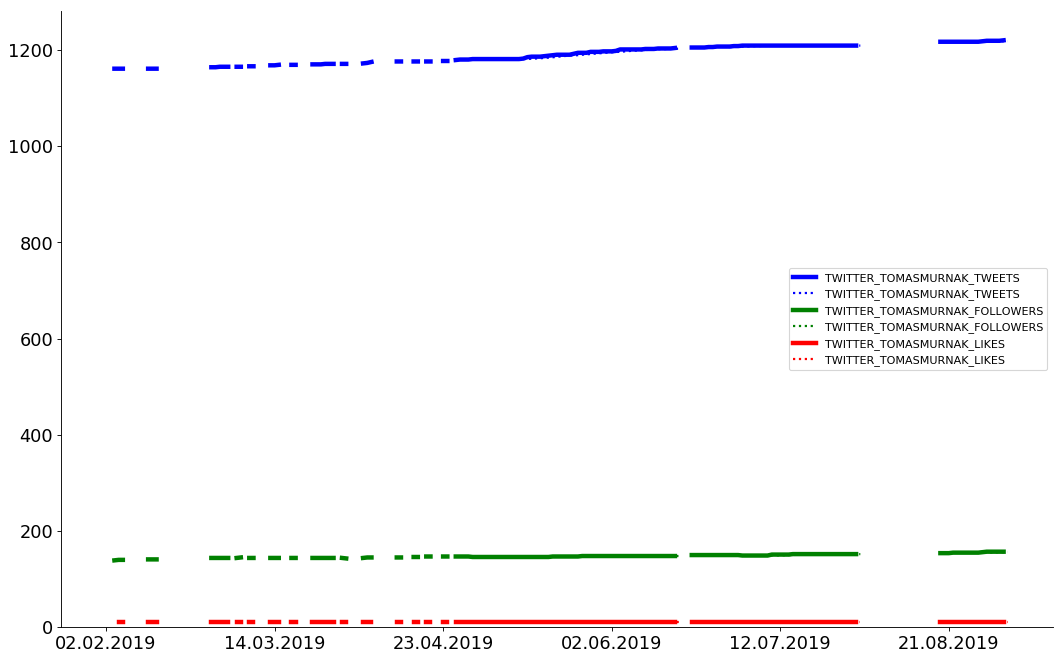 1200
1000
800
600
400
200
0
TWITTER_TOMASMURNAK_TWEETS
TWITTER_TOMASMURNAK_TWEETS
TWITTER_TOMASMURNAK_FOLLOWERS
TWITTER_TOMASMURNAK_FOLLOWERS
TWITTER_TOMASMURNAK_LIKES
TWITTER_TOMASMURNAK_LIKES
02.02.2019 14.03.2019 23.04.2019 02.06.2019 12.07.2019 21.08.2019